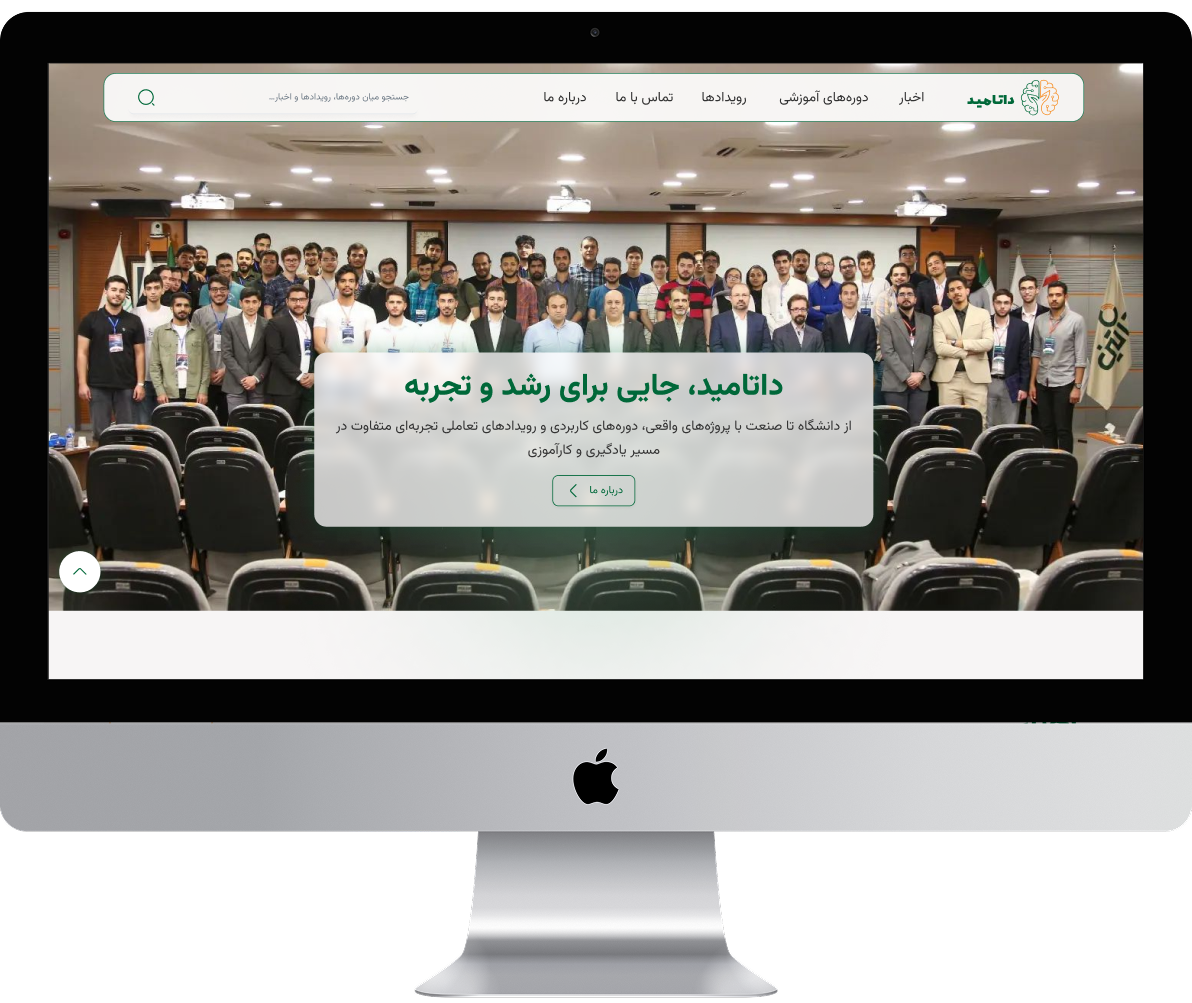 داتامید
اخبار
دوره‌های آموزشی
رویدادها
تماس با ما
درباره ما
جستجو میان دوره‌ها، رویدادها و اخبار...
داتامید، جایی برای رشد و تجربه
از دانشگاه تا صنعت با پروژه‌های واقعی، دوره‌های کاربردی و رویدادهای تعاملی تجربه‌ای متفاوت در
مسیر یادگیری و کارآموزی
درباره ما